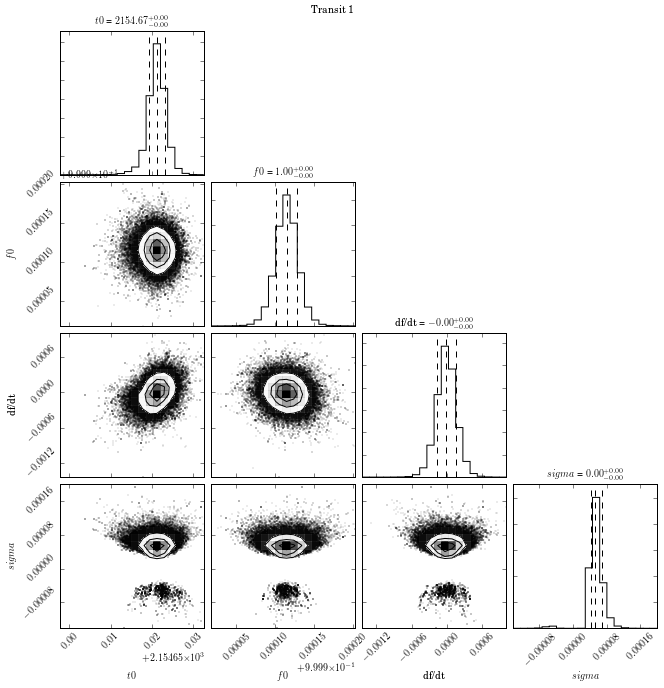 Transit 1
t0 = 2154.67+0.00−0.00
+9.999×10−1
f0 = 1.00+0.00−0.00
0.00020
0.00015
0.00010
0.00005
f0
df/dt = −0.00+0.00−0.00
0.0006
0.0000
−0.0006
−0.0012
df/dt
sigma = 0.00+0.00−0.00
0.00016
0.00008
0.00000
−0.00008
sigma
0.00 0.01 0.02 0.03
+2.15465×103
t0
0.00005 0.00010 0.00015 0.00020
+9.999×10−1
f0
−0.0012 −0.0006 0.0000 0.0006
df/dt
−0.00008 0.00000 0.00008 0.00016
sigma